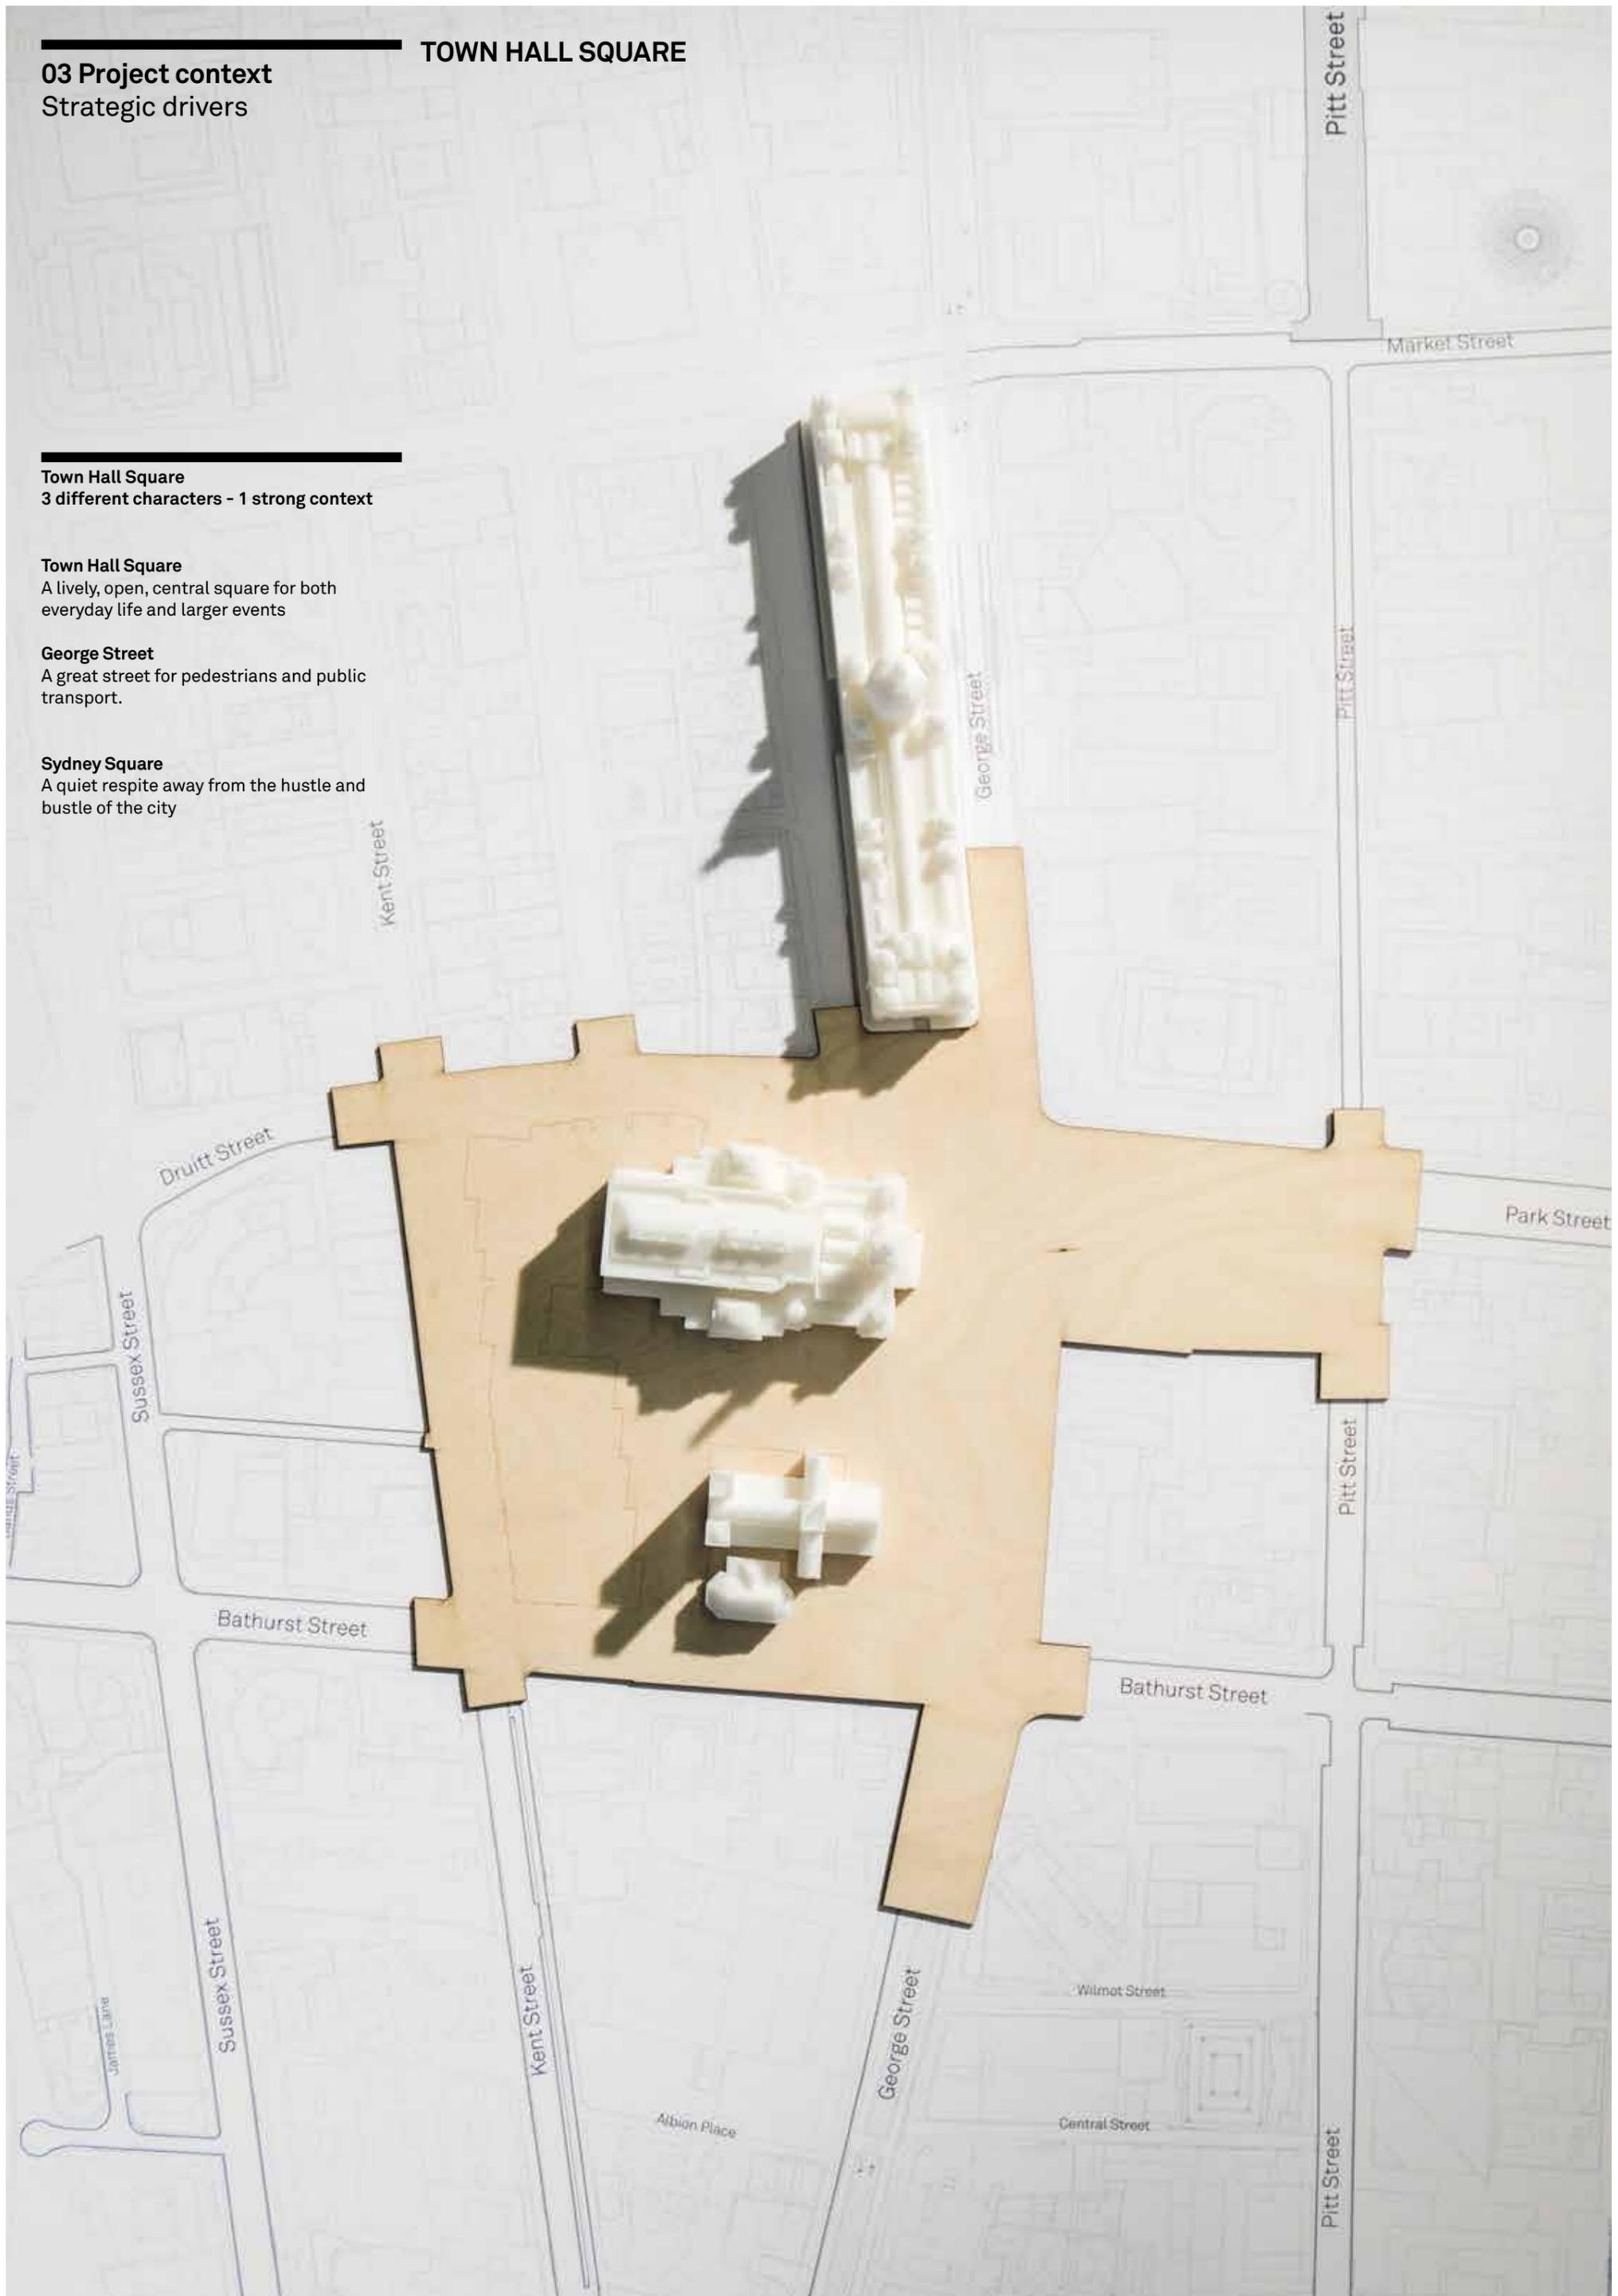 03 Project context
Strategic drivers
TOWN HALL SQUARE
Pitt Street
Market Street
Town Hall Square
3 different characters - 1 strong context
Town Hall Square
A lively, open, central square for both
everyday life and larger events
George Street
A great street for pedestrians and public
transport.
Sydney Square
A quiet respite away from the hustle and
bustle of the city
Pitt Street
George Street
Kent Street
Druitt Street
Park Street
Sussex Street
Pitt Street
Bathurst Street
Bathurst Street
Sussex Street
Kent Street
George Street
Wilmot Street
James Lane
Albion Place
Central Street
Pitt Street